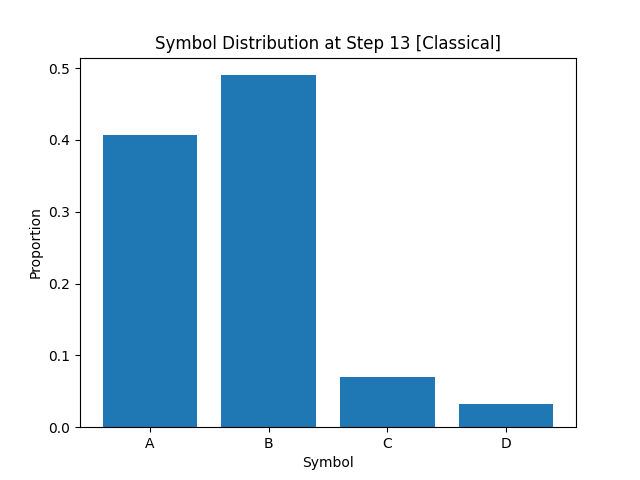 Symbol Distribution at Step 13 [Classical]
0.5
0.4
0.3
0.2
0.1
0.0
Proportion
A B C D
Symbol